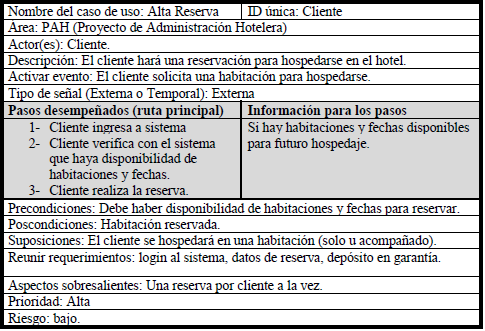 Nombre del caso de uso: Alta Reserva
ID única: Cliente
Area: PAH (Proyecto de Administración Hotelera)
Actor(es): Cliente.
Descripción: El cliente hará una reservación para hospedarse en el hotel.
Activar evento: El cliente solicita una habitación para hospedarse.
Tipo de señal (Externa o Temporal): Externa
Pasos desempeñados (ruta principal)
1- Cliente ingresa a sistema
2- Cliente verifica con el sistema
que haya disponibilidad de
habitaciones y fechas.
3- Cliente realiza la reserva.
Información para los pasos
Si hay habitaciones y fechas disponibles
para futuro hospedaje.
Precondiciones: Debe haber disponibilidad de habitaciones y fechas para reservar.
Poscondiciones: Habitación reservada.
Suposiciones: El cliente se hospedará en una habitación (solo u acompañado).
Reunir requerimientos: login al sistema, datos de reserva, depósito en garantía.
Aspectos sobresalientes: Una reserva por cliente a la vez.
Prioridad: Alta
Riesgo: bajo.